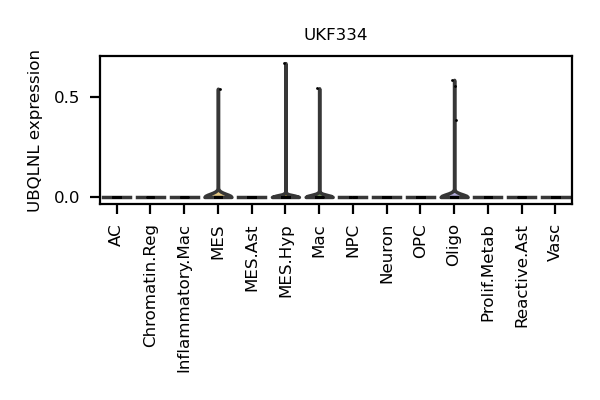 UKF334
UBQLNL expression
0.5
0.0
AC
Chromatin.Reg
Inflammatory.Mac
MES
MES.Ast
MES.Hyp
Mac
NPC
Neuron
OPC
Oligo
Prolif.Metab
Reactive.Ast
Vasc